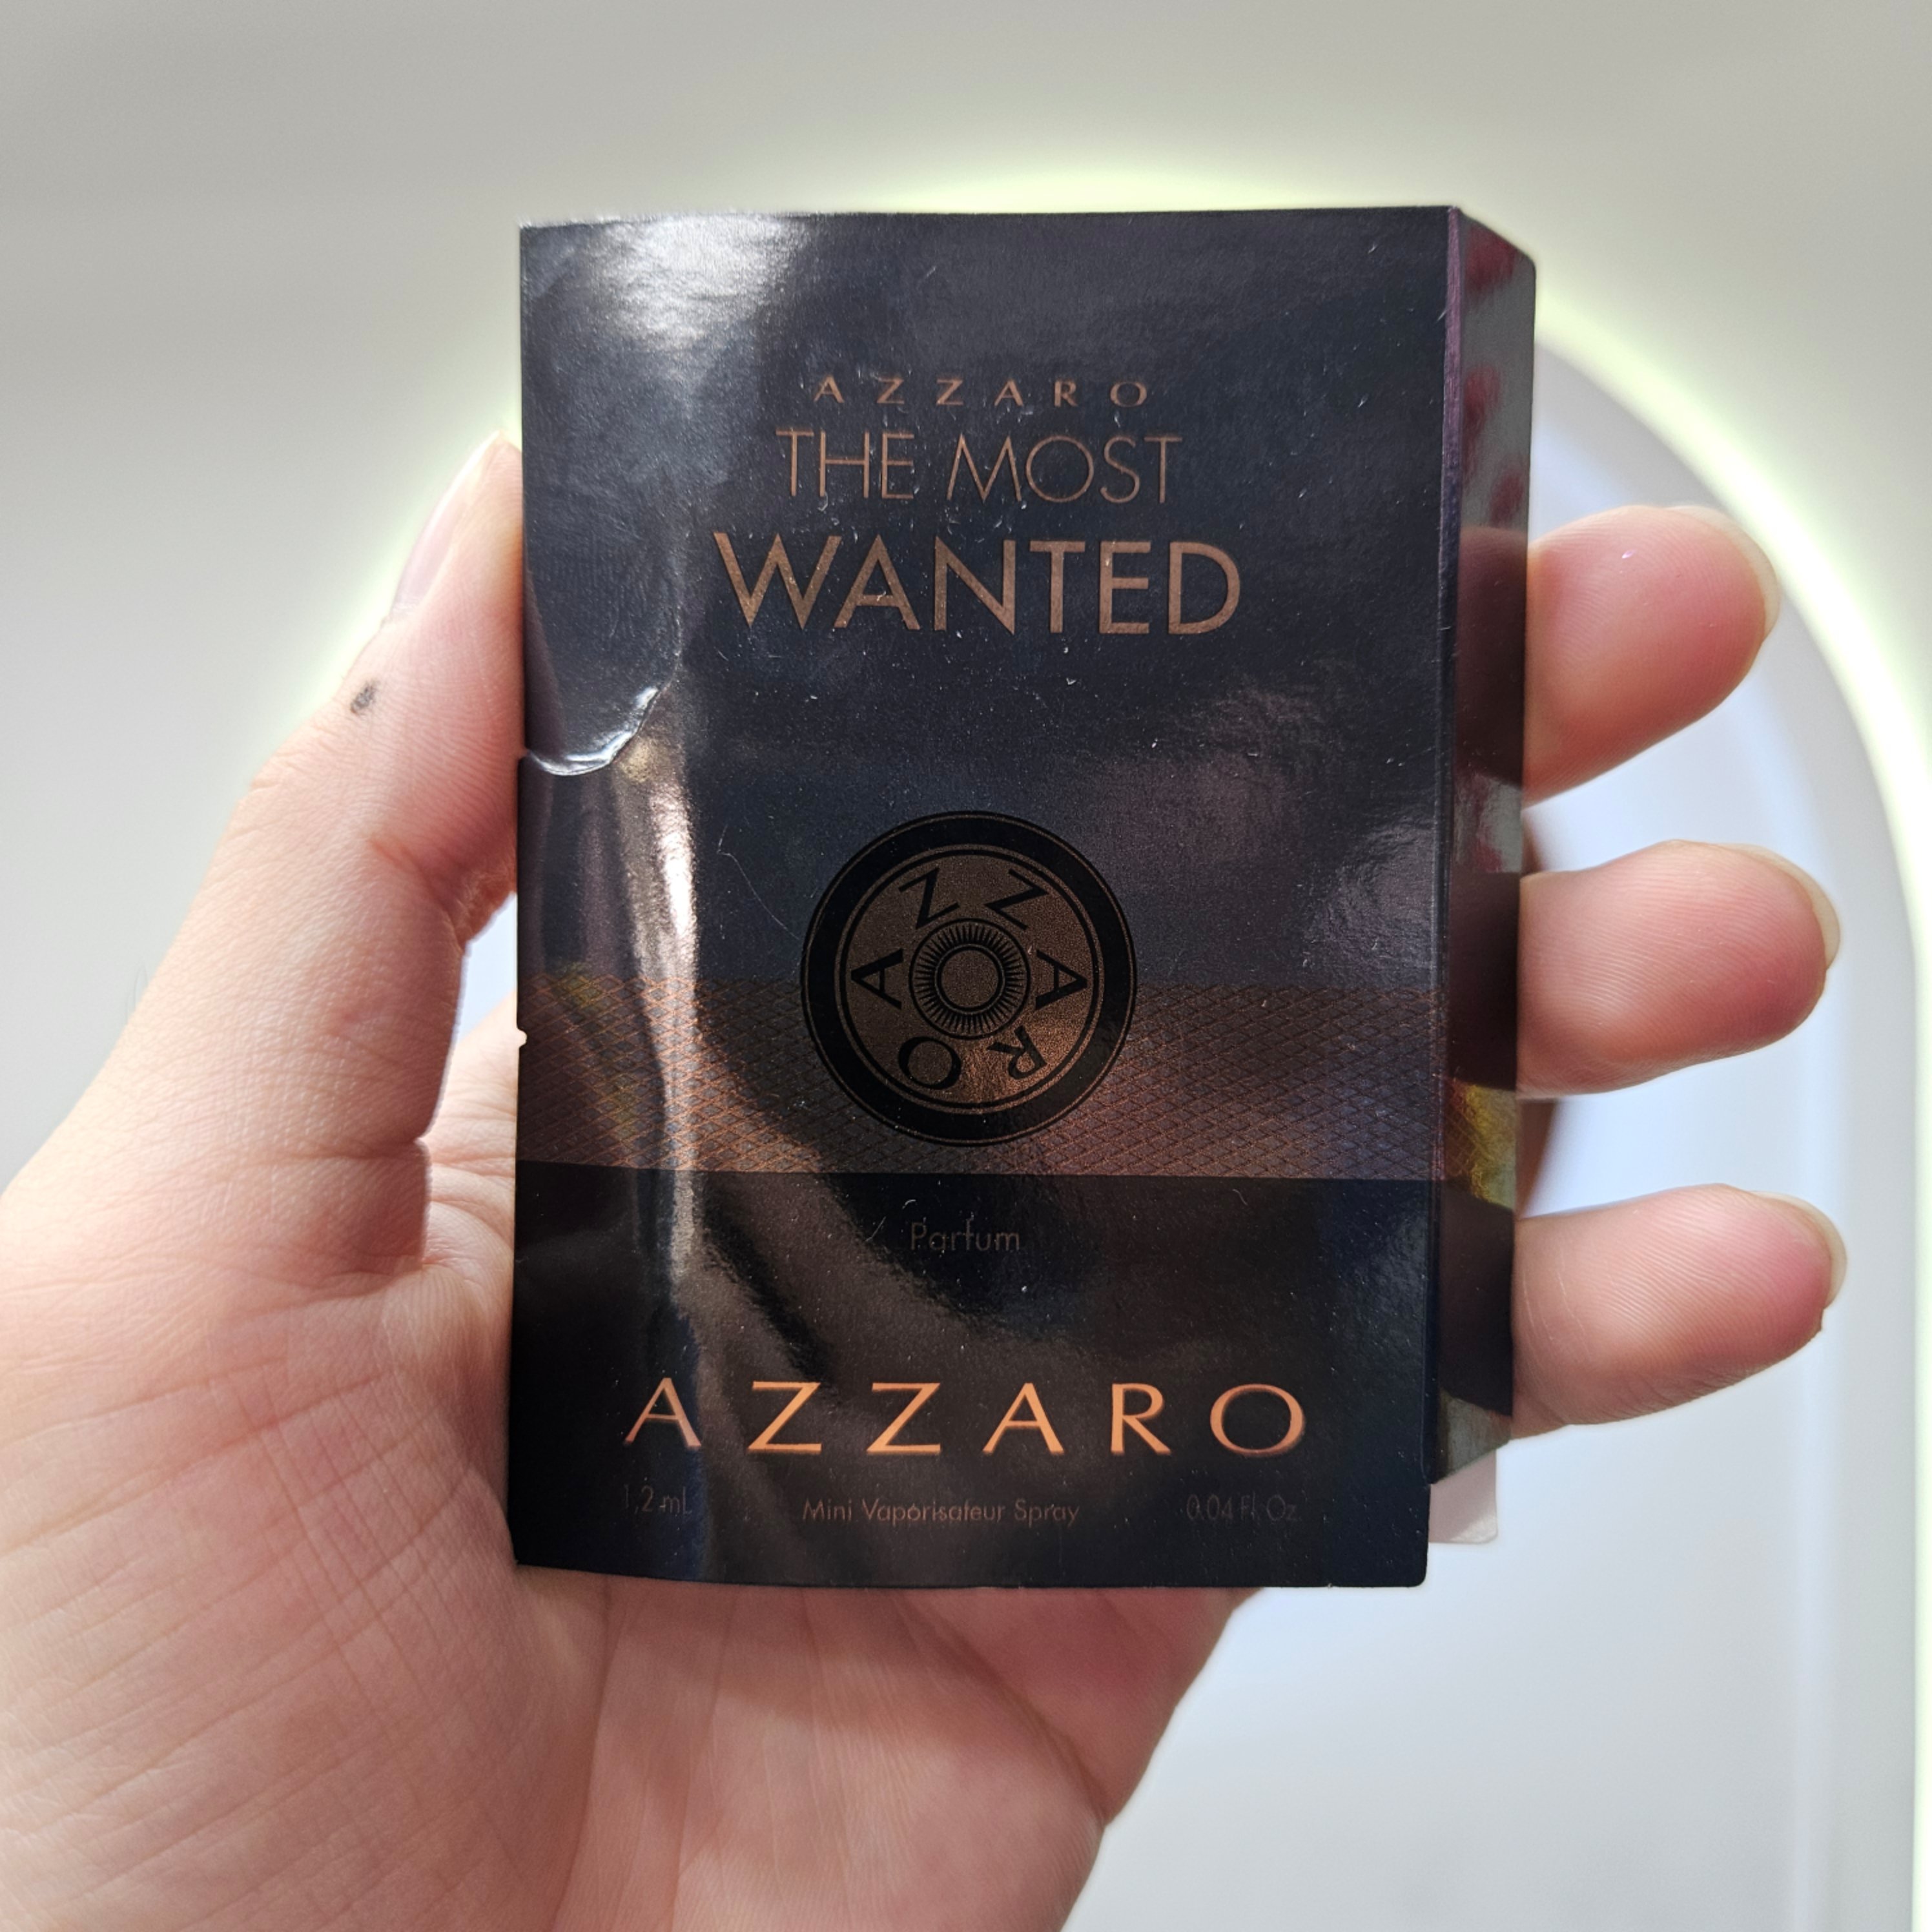 AZZARO
THE MOST
WANTED
AZZARO
Parfum
AZZARO
1,2 mL Mini Vaporisateur Spray 0.04 Fl. Oz